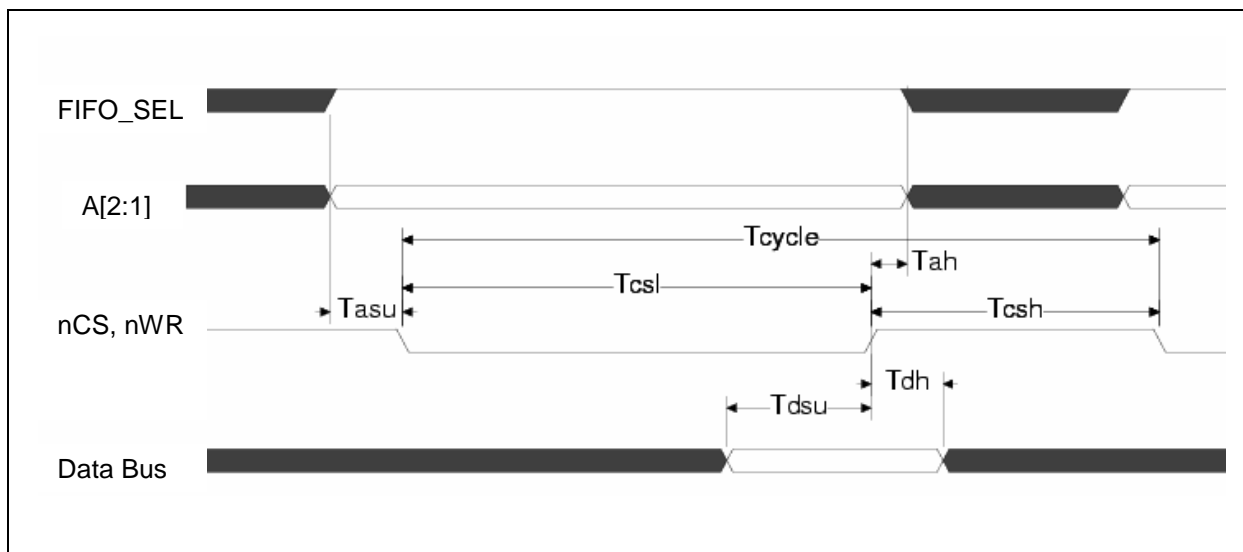 FIFO_SEL
A[2:1]
Tcycle
Tah
Tcsl
Tasu
Tcsh
nCS, nWR
Tdh
Tdsu
Data Bus